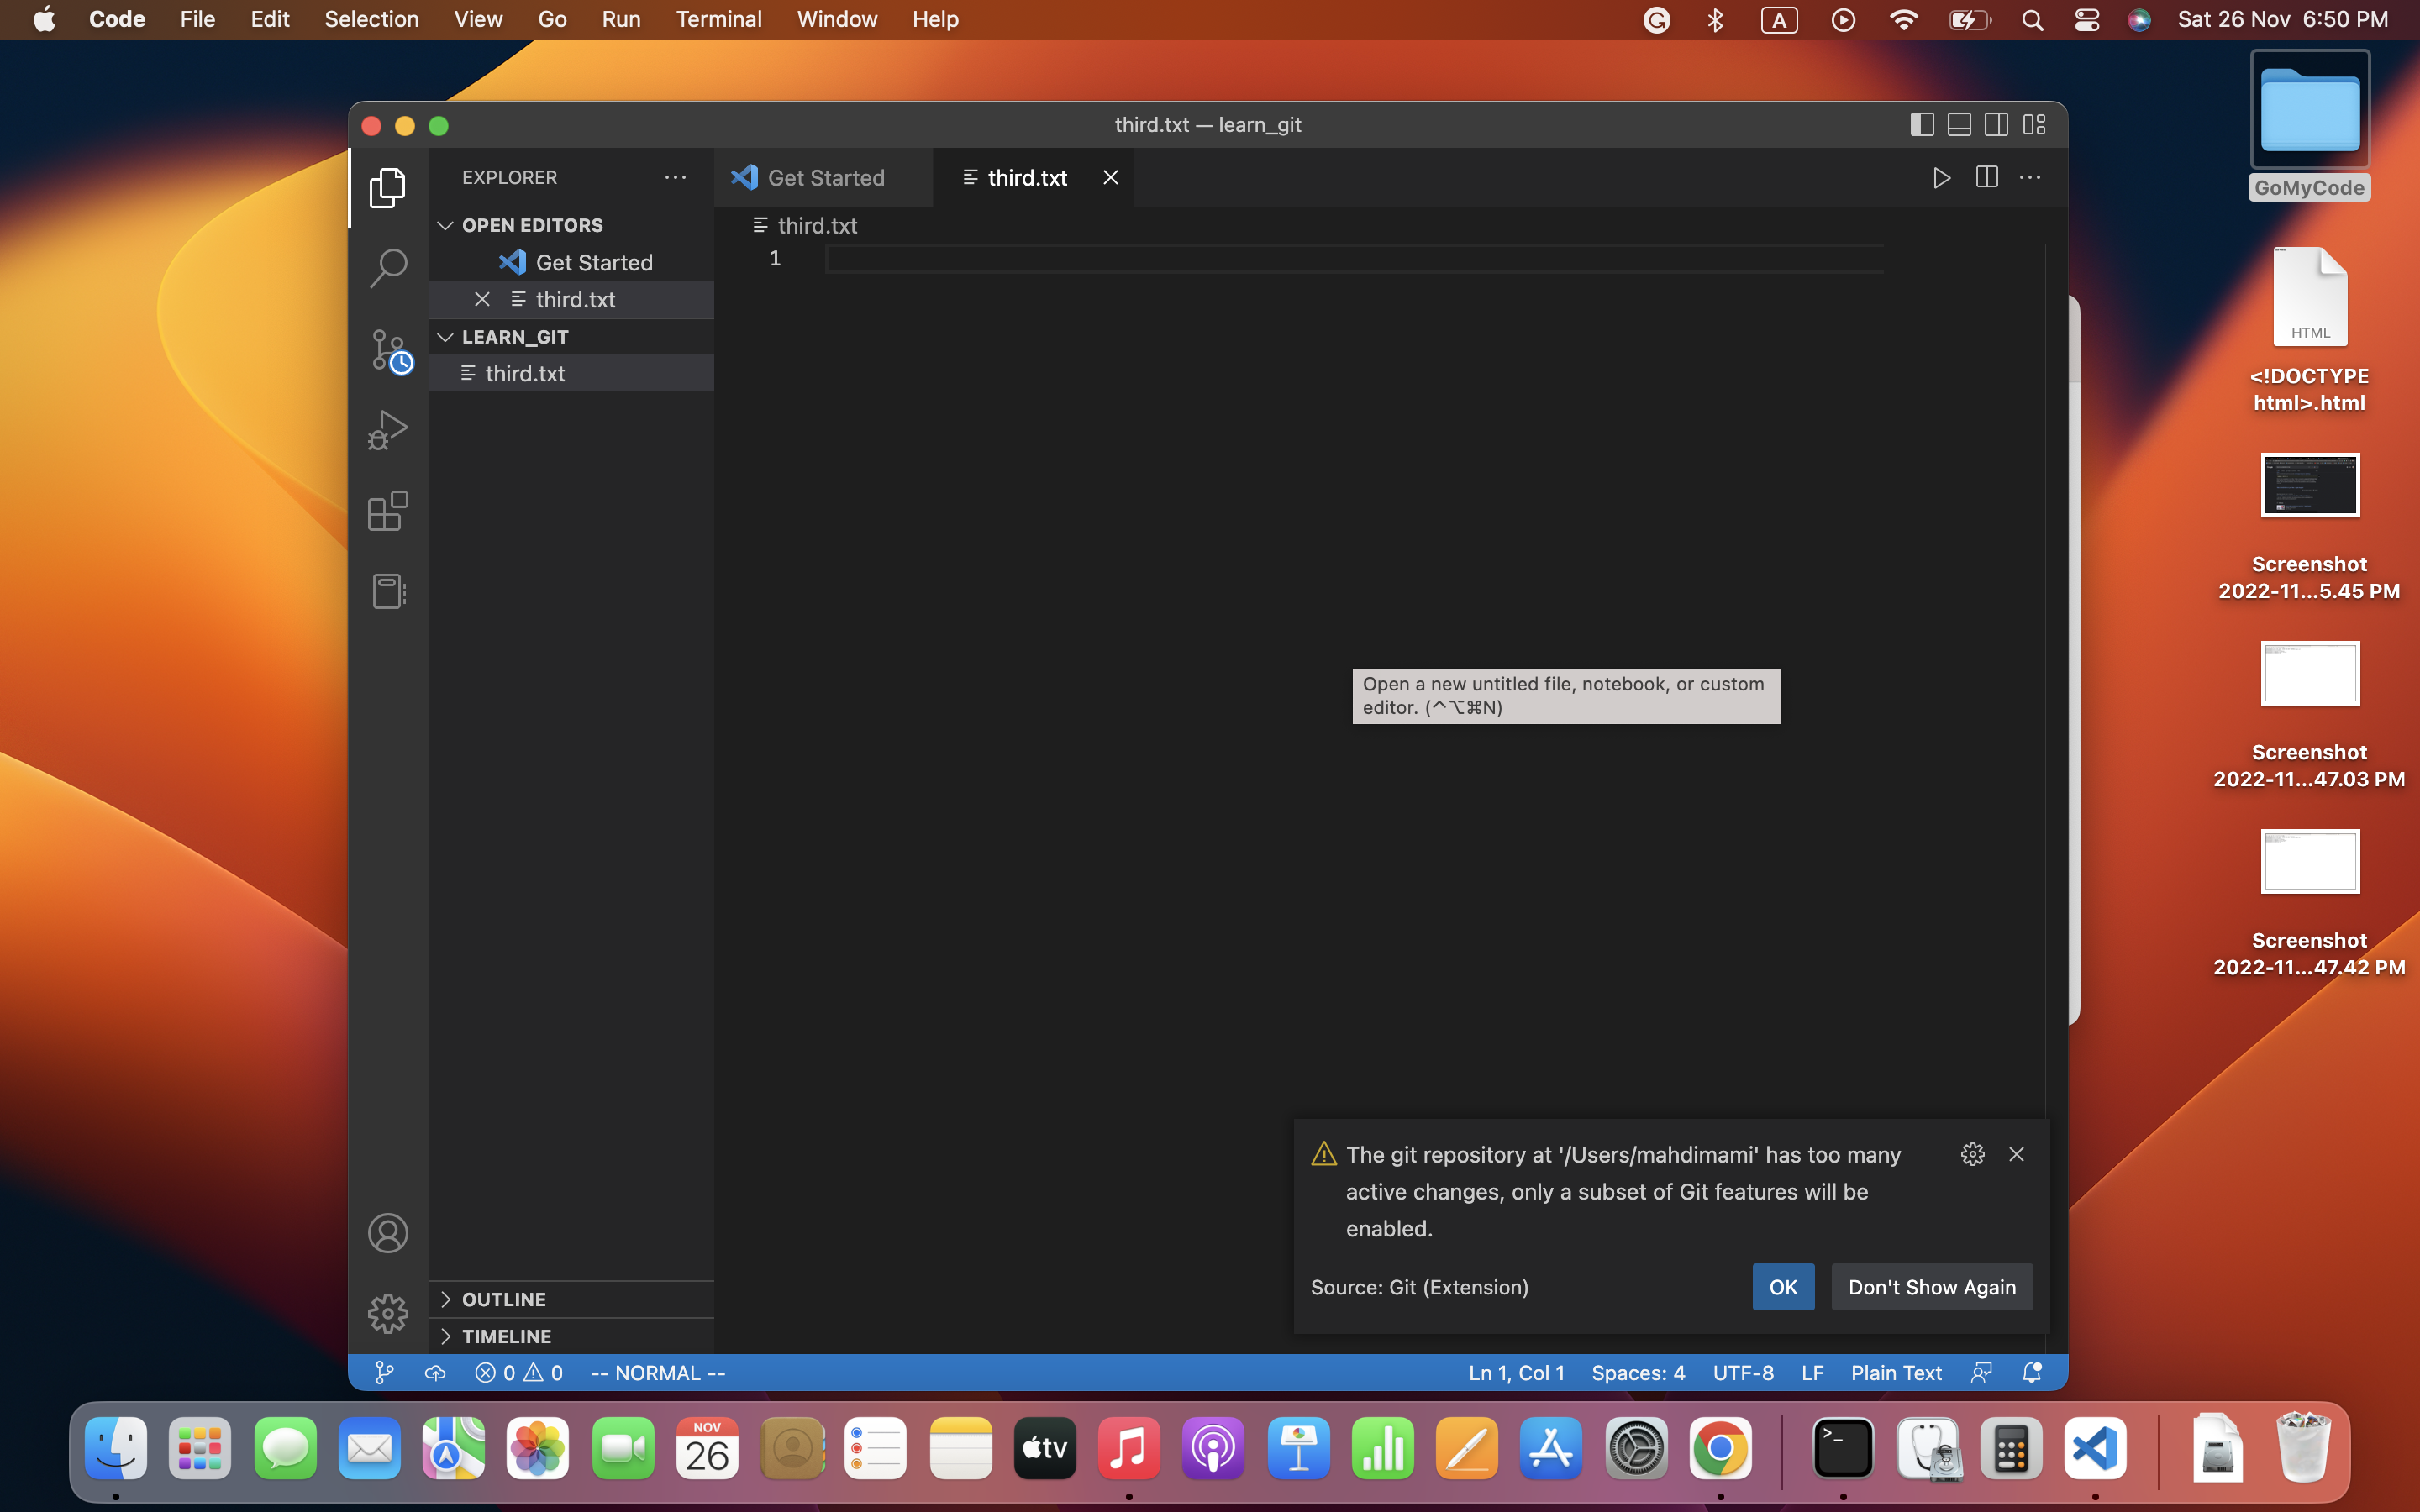 Code File Edit Selection View Go Run Terminal Window Help A Sat 26 Nov 6:50 PM
third.txt — learn_git
EXPLORER
OPEN EDITORS
Get Started
third.txt
LEARN_GIT
third.txt
OUTLINE
TIMELINE
Get Started third.txt
third.txt
1
Open a new untitled file, notebook, or custom
editor. (^⌥⌘N)
The git repository at '/Users/mahdimami' has too many
active changes, only a subset of Git features will be
enabled.
Source: Git (Extension) OK Don't Show Again
0 0 -- NORMAL -- Ln 1, Col 1 Spaces: 4 UTF-8 LF Plain Text
GoMyCode
HTML
<!DOCTYPE
html>.html
Screenshot
2022-11...5.45 PM
Screenshot
2022-11...47.03 PM
Screenshot
2022-11...47.42 PM
NOV
26
tv
>_